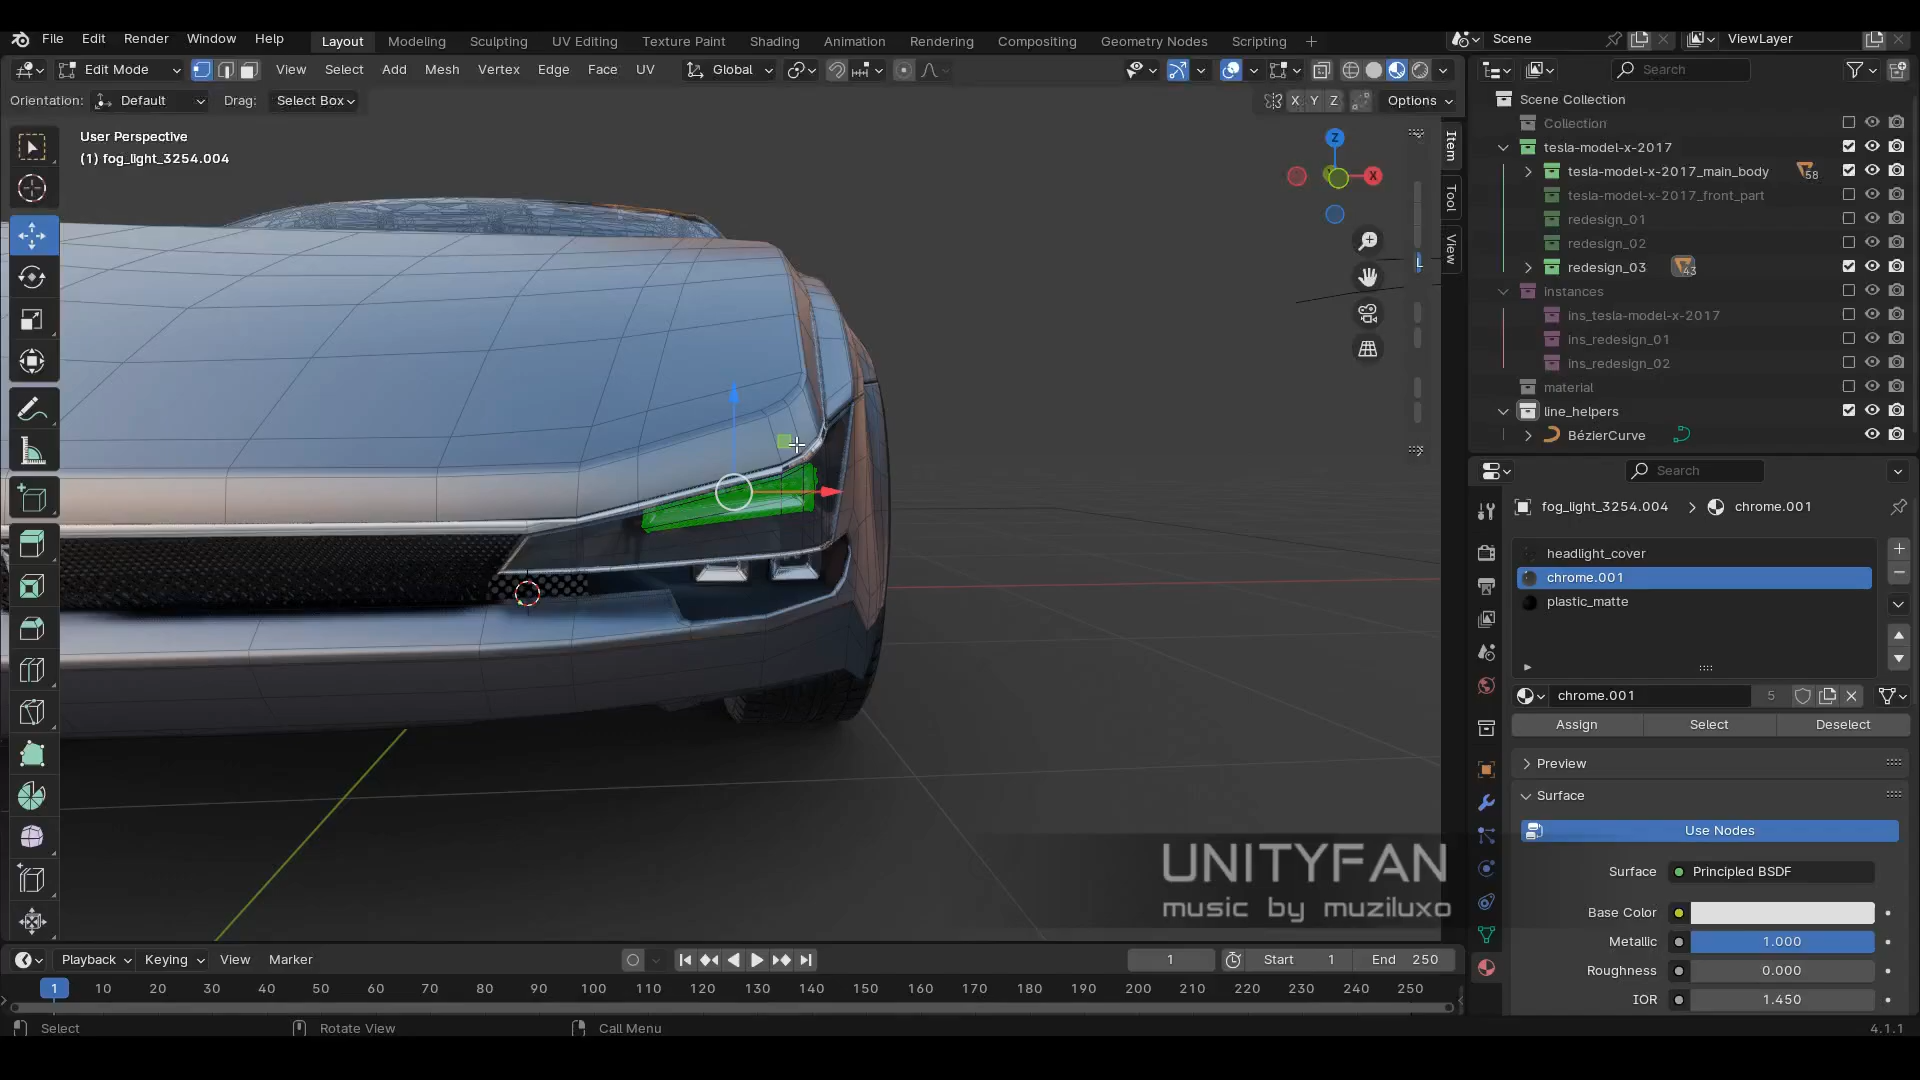 File Edit Render Window Help
Layout Modeling Sculpting UV Editing Texture Paint Shading Animation Rendering Compositing Geometry Nodes Scripting
Scene
ViewLayer
Edit Mode
View Select Add Mesh Vertex Edge Face UV
Global
Search
Orientation: Default Drag: Select Box
X Y Z Options
User Perspective
(1) fog_light_3254.004
Z
X
Item
Tool
View
L
Scene Collection
Collection
tesla-model-x-2017
tesla-model-x-2017_main_body 58
tesla-model-x-2017_front_part
redesign_01
redesign_02
redesign_03 43
instances
ins_tesla-model-x-2017
ins_redesign_01
ins_redesign_02
material
line_helpers
BézierCurve
Search
fog_light_3254.004 chrome.001
headlight_cover
chrome.001
plastic_matte
chrome.001 5
Assign Select Deselect
Preview
Surface
Use Nodes
Surface Principled BSDF
Base Color
Metallic 1.000
Roughness 0.000
IOR 1.450
UNITYFAN
music by muziluxo
Playback Keying View Marker
1 Start 1 End 250
1 10 20 30 40 50 60 70 80 90 100 110 120 130 140 150 160 170 180 190 200 210 220 230 240 250
Select Rotate View Call Menu 4.1.1